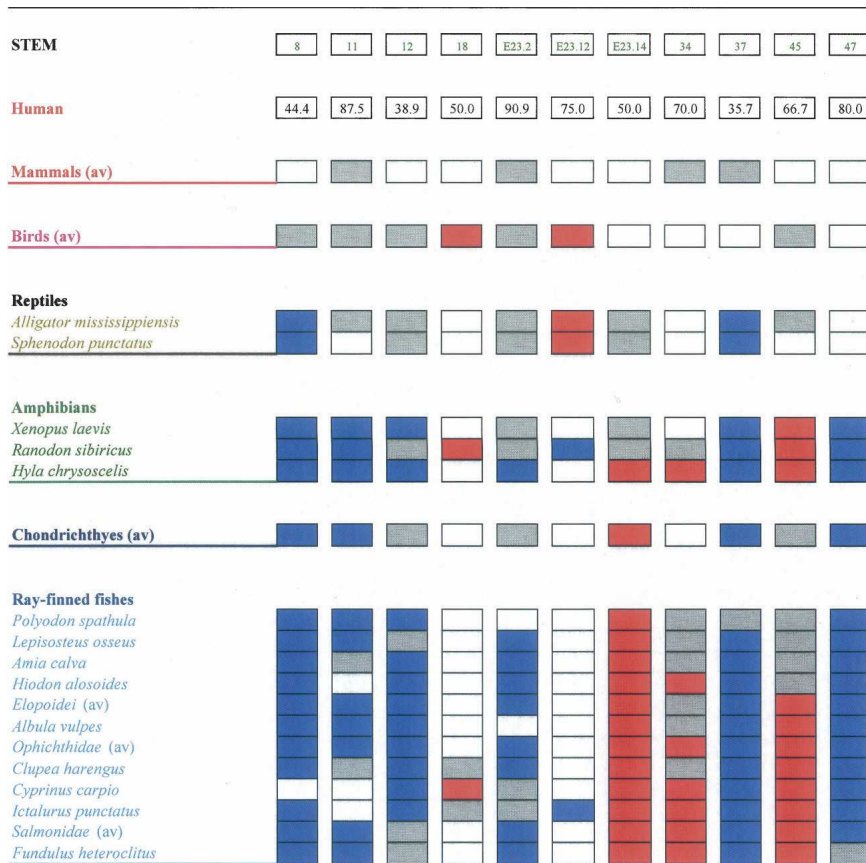 STEM 8 11 12 18 E23.2 E23.12 E23.14 34 37 45 47
Human 44.4 87.5 38.9 50.0 90.9 75.0 50.0 70.0 35.7 66.7 80.0
Mammals (av)
Birds (av)
Reptiles
Alligator mississippiensis
Sphenodon punctatus
Amphibians
Xenopus laevis
Ranodon sibiricus
Hyla chrysoscelis
Chondrichthyes (av)
Ray-finned fishes
Polyodon spathula
Lepisosteus osseus
Amia calva
Hiodon alosoides
Elopoidei (av)
Albula vulpes
Ophichthidae (av)
Clupea harengus
Cyprinus carpio
Ictalurus punctatus
Salmonidae (av)
Fundulus heteroclitus